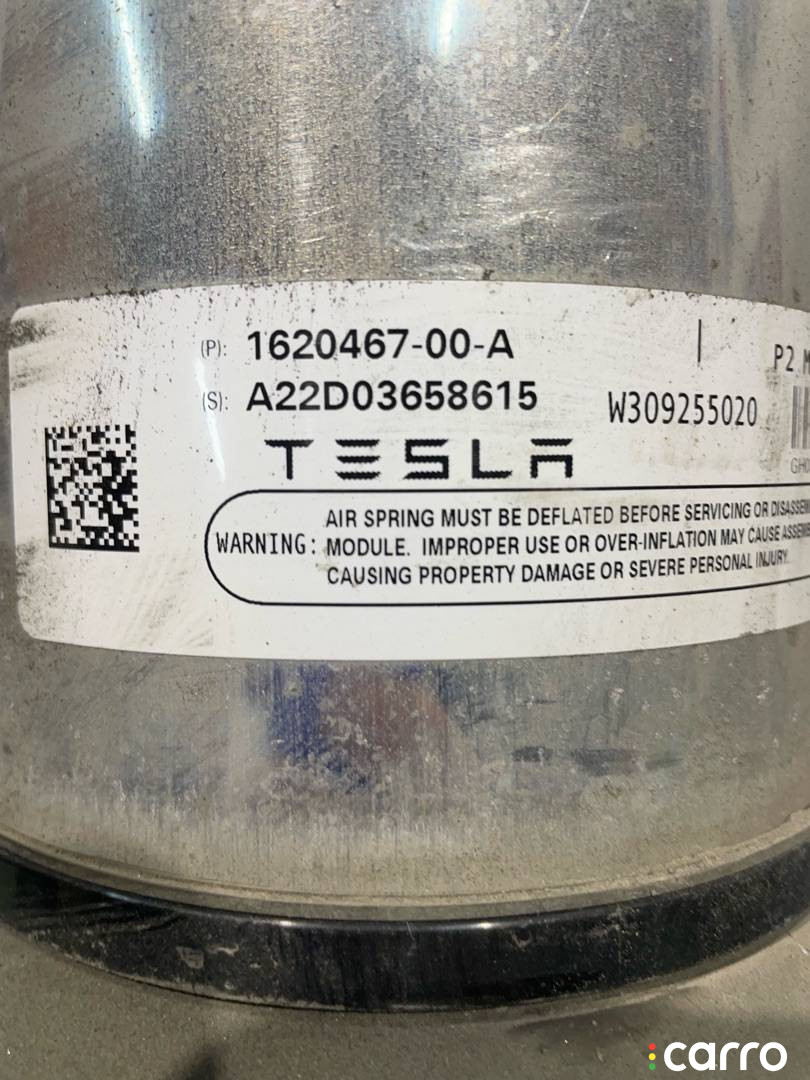 (P): 1620467-00-A
P2
(S): A22D03658615
W309255020
TESLA
WARNING:
AIR SPRING MUST BE DEFLATED BEFORE SERVICING OR
MODULE. IMPROPER USE OR OVER-INFLATION MAY CAUSE
CAUSING PROPERTY DAMAGE OR SEVERE PERSONAL INJURY.
carro